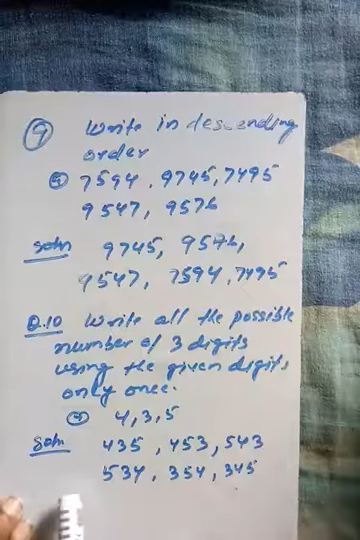 9 Write in descending
order
a 7594, 9745, 7495
9547, 9576
Soln 9745, 9576,
9547, 7594, 7495
Q.10 Write all the possible
number of 3 digits
using the given digits
only once.
a 4, 3, 5
Soln 435, 453, 543
534, 354, 345